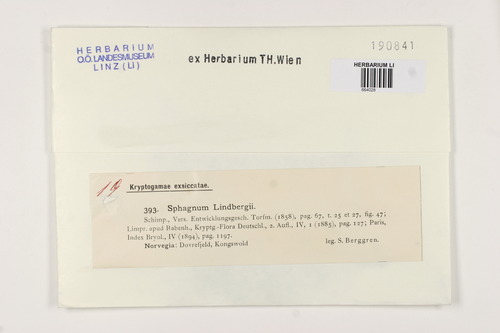 HERBARIUM
O.Ö. LANDESMUSEUM
LINZ (LI)
ex Herbarium TH.Wien
190841
HERBARIUM LI
604026
19
Kryptogamae exsiccatae.
393. Sphagnum Lindbergii.
Schimp., Vers. Entwicklungsgesch. Torfm. (1858), pag. 67, t. 25 et 27, fig. 47;
Limpr. apud Rabenh., Kryptg.-Flora Deutschl., 2. Aufl., IV, 1 (1885), pag. 127; Paris,
Index Bryol., IV (1894), pag. 1197.
Norvegia: Dovrefjeld, Kongswold leg. S. Berggren.